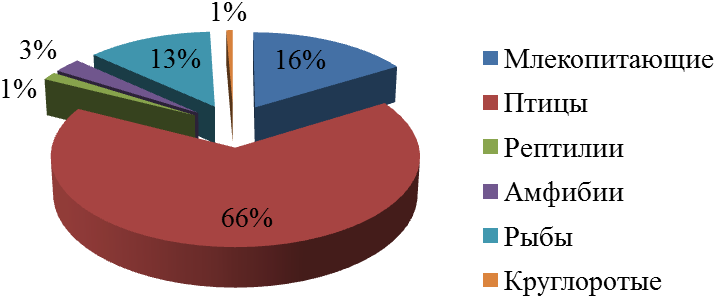 1%
3%
13%
16%
1%
66%
Млекопитающие
Птицы
Рептилии
Амфибии
Рыбы
Круглоротые